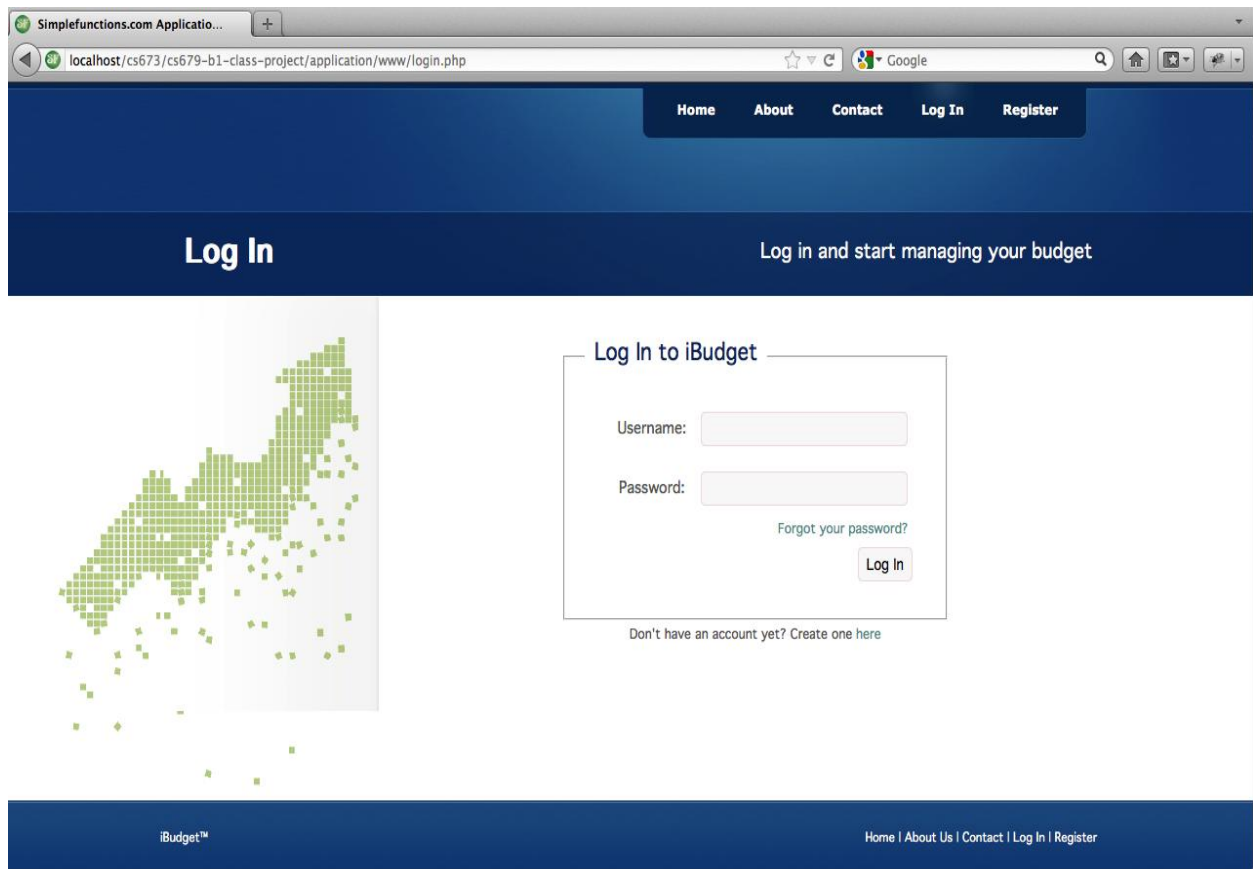 Simplefunctions.com Applicatio...
localhost/cs673/cs679-b1-class-project/application/www/login.php
Google
Home About Contact Log In Register
Log In
Log in and start managing your budget
Log In to iBudget
Username:
Password:
Forgot your password?
Log In
Don't have an account yet? Create one here
iBudget™
Home | About Us | Contact | Log In | Register